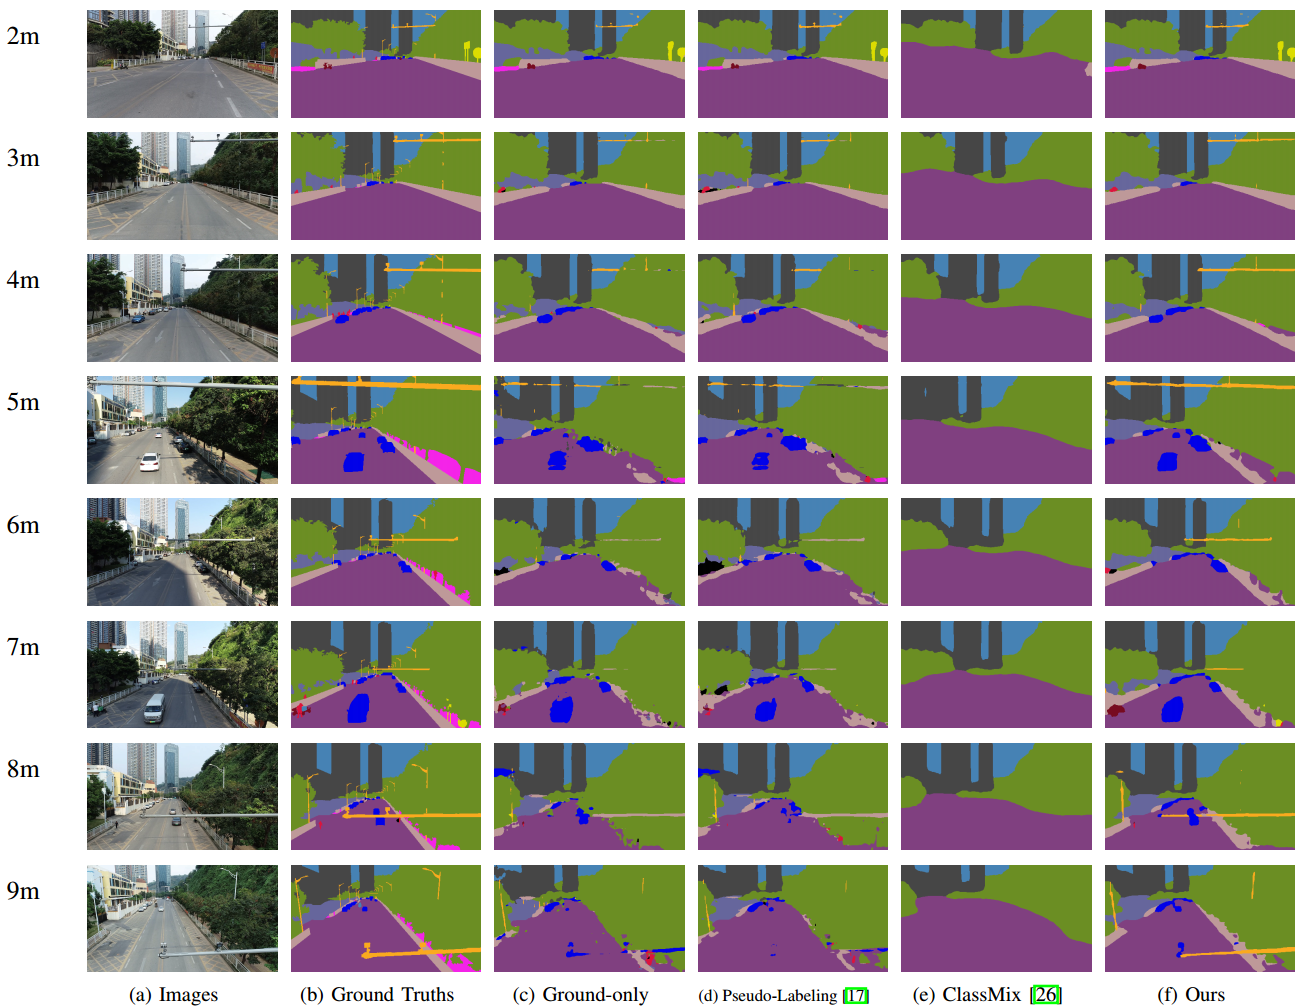 2m
3m
4m
5m
6m
7m
8m
9m
(a) Images (b) Ground Truths (c) Ground-only (d) Pseudo-Labeling [17] (e) ClassMix [26] (f) Ours